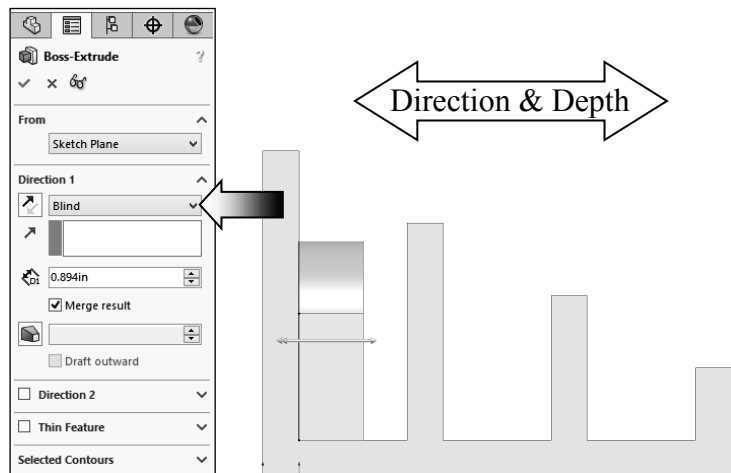 Boss-Extrude ?
Direction & Depth
From
Sketch Plane
Direction 1
Blind
D1 0.894in
Merge result
Draft outward
Direction 2
Thin Feature
Selected Contours